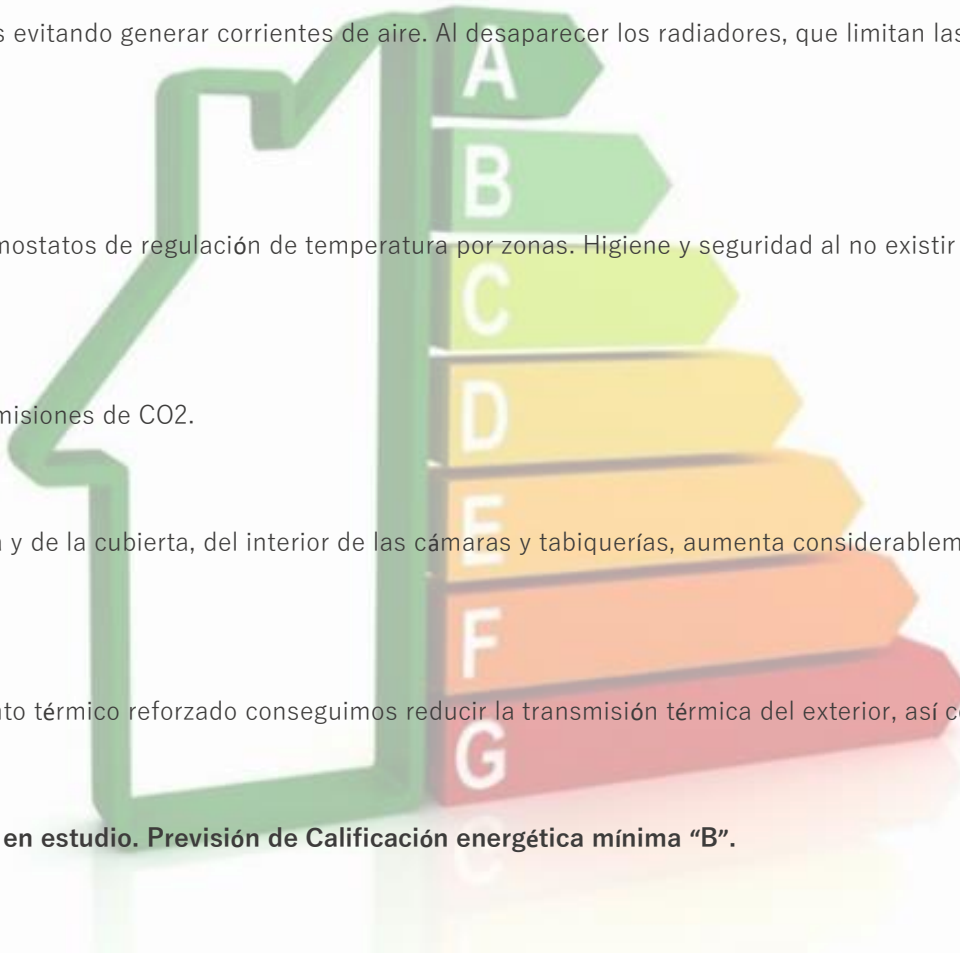 s evitando generar corrientes de aire. Al desaparecer los radiadores, que limitan las
A
B
mostatos de regulación de temperatura por zonas. Higiene y seguridad al no existir
C
misiones de CO2.
D
E
a y de la cubierta, del interior de las cámaras y tabiquerías, aumenta considerablem
F
nto térmico reforzado conseguimos reducir la transmisión térmica del exterior, así c
G
en estudio. Previsión de Calificación energética mínima “B”.